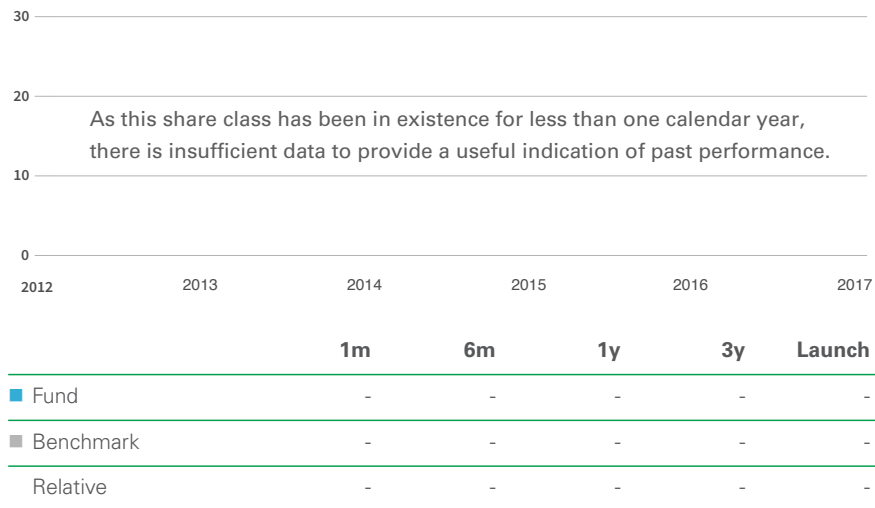 30
20
As this share class has been in existence for less than one calendar year,
there is insufficient data to provide a useful indication of past performance.
10
0
2012 2013 2014 2015 2016 2017
1m 6m 1y 3y Launch
Fund - - - - -
Benchmark - - - - -
Relative - - - - -